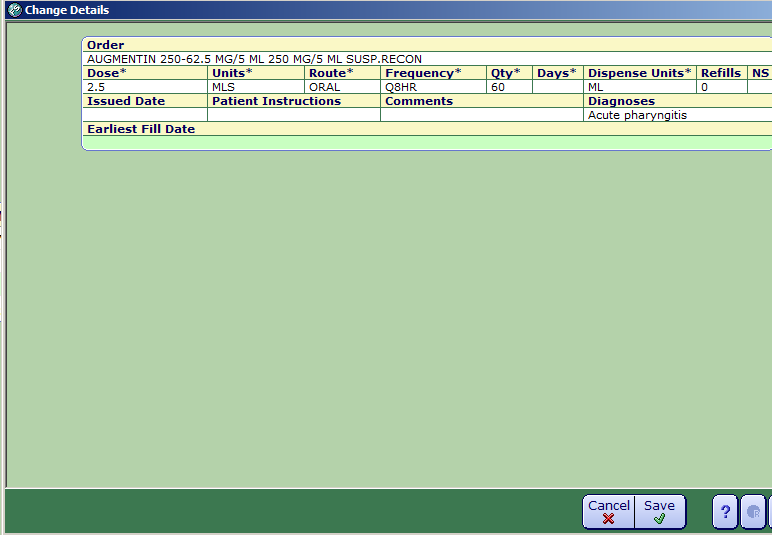 Change Details
Order
AUGMENTIN 250-62.5 MG/5 ML 250 MG/5 ML SUSP.RECON
Dose* Units* Route* Frequency* Qty* Days* Dispense Units* Refills NS
2.5 MLS ORAL Q8HR 60 ML 0
Issued Date Patient Instructions Comments Diagnoses
Acute pharyngitis
Earliest Fill Date
Cancel Save ?